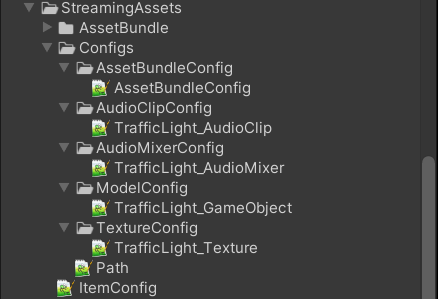 StreamingAssets
AssetBundle
Configs
AssetBundleConfig
AssetBundleConfig
AudioClipConfig
TrafficLight_AudioClip
AudioMixerConfig
TrafficLight_AudioMixer
ModelConfig
TrafficLight_GameObject
TextureConfig
TrafficLight_Texture
Path
ItemConfig